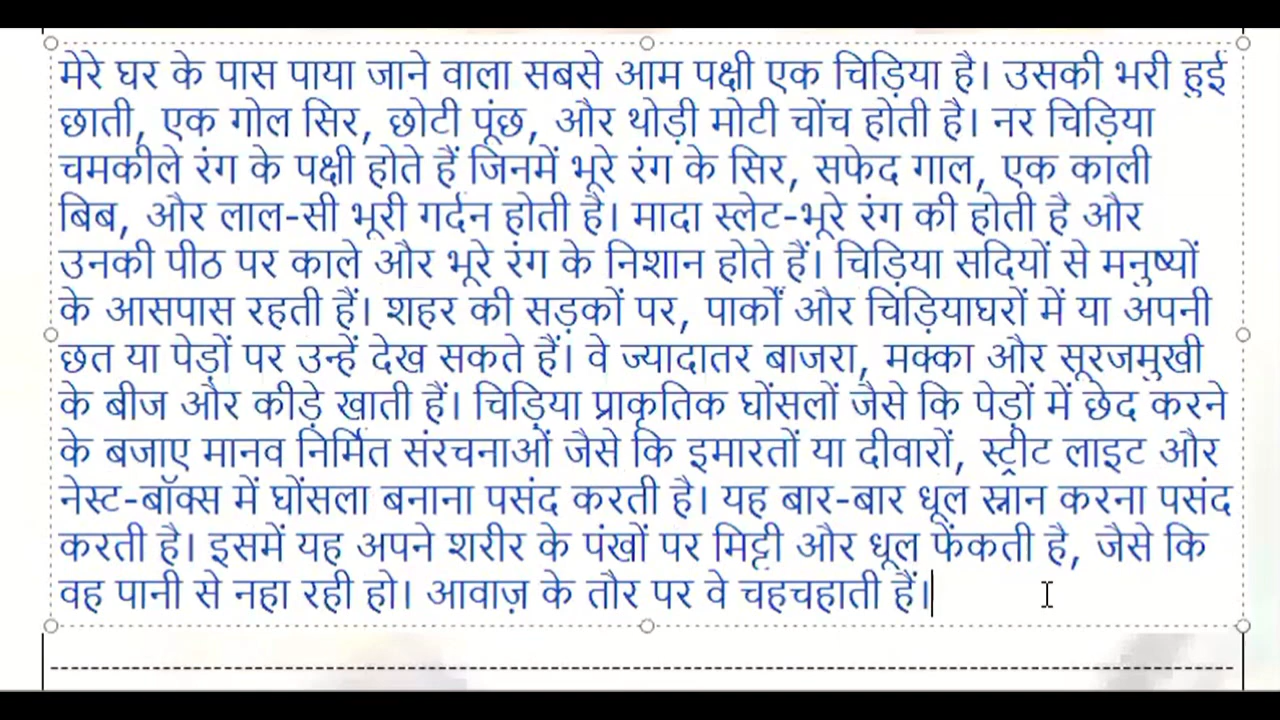 मेरे घर के पास पाया जाने वाला सबसे आम पक्षी एक चिड़िया है। उसकी भरी हुई
छाती, एक गोल सिर, छोटी पूंछ, और थोड़ी मोटी चोंच होती है। नर चिड़िया
चमकीले रंग के पक्षी होते हैं जिनमें भूरे रंग के सिर, सफेद गाल, एक काली
बिब, और लाल-सी भूरी गर्दन होती है। मादा स्लेट-भूरे रंग की होती है और
उनकी पीठ पर काले और भूरे रंग के निशान होते हैं। चिड़िया सदियों से मनुष्यों
के आसपास रहती हैं। शहर की सड़कों पर, पार्कों और चिड़ियाघरों में या अपनी
छत या पेड़ों पर उन्हें देख सकते हैं। वे ज्यादातर बाजरा, मक्का और सूरजमुखी
के बीज और कीड़े खाती हैं। चिड़िया प्राकृतिक घोंसलों जैसे कि पेड़ों में छेद करने
के बजाए मानव निर्मित संरचनाओं जैसे कि इमारतों या दीवारों, स्ट्रीट लाइट और
नेस्ट-बॉक्स में घोंसला बनाना पसंद करती है। यह बार-बार धूल स्नान करना पसंद
करती है। इसमें यह अपने शरीर के पंखों पर मिट्टी और धूल फेंकती है, जैसे कि
वह पानी से नहा रही हो। आवाज़ के तौर पर वे चहचहाती हैं।